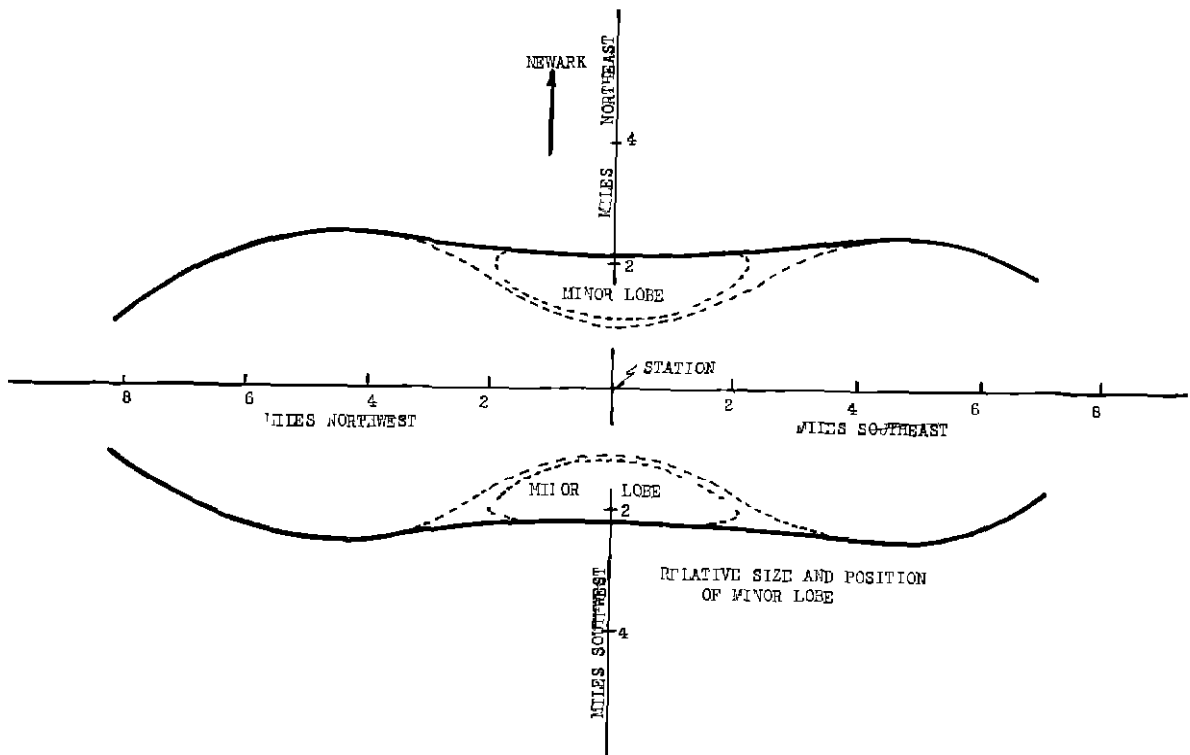 NEWARK
MILES NORTHEAST
4
2
MINOR LOBE
STATION
8 6 4 2 2 4 6 8
MILES NORTHWEST
MILES SOUTHEAST
MINOR LOBE
2
RELATIVE SIZE AND POSITION
OF MINOR LOBE
MILES SOUTHWEST
4